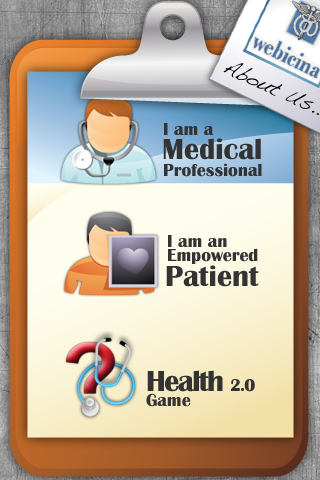 webicina
About Us...
I am a
Medical
Professional
I am an
Empowered
Patient
Health 2.0
Game